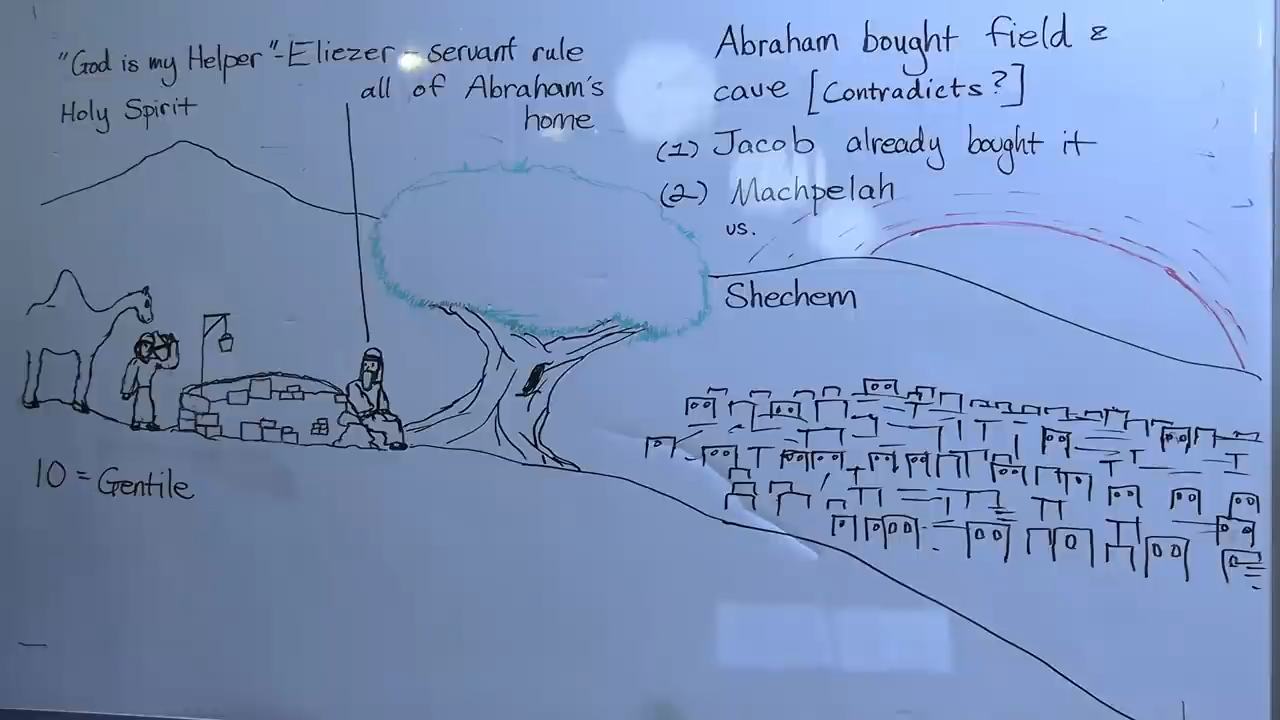 "God is my Helper"-Eliezer - servant rule
all of Abraham's
home
Holy Spirit
Abraham bought field &
cave [Contradicts?]
(1) Jacob already bought it
(2) Machpelah
vs.
Shechem
10 = Gentile